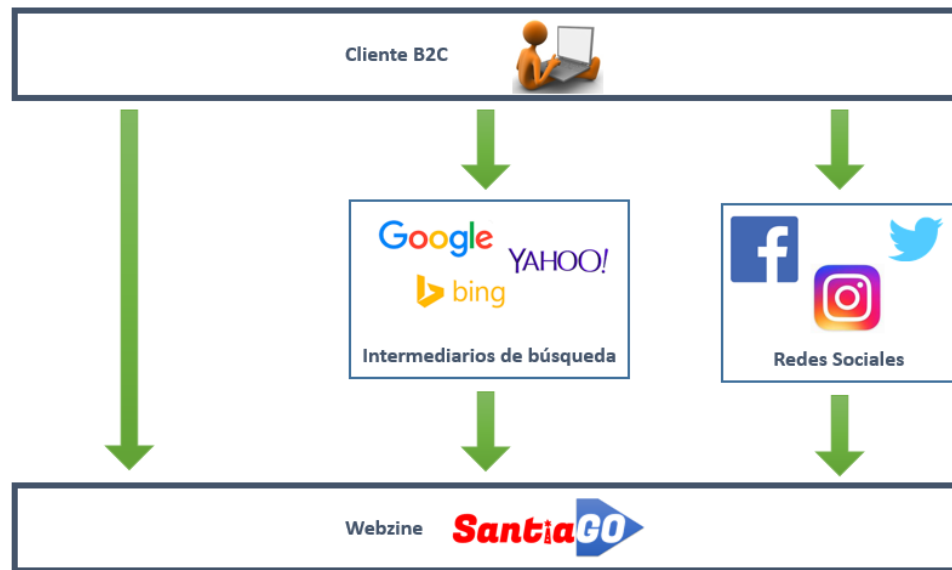 Cliente B2C
Google
YAHOO!
bing
Intermediarios de búsqueda
Redes Sociales
Webzine SantiaGO